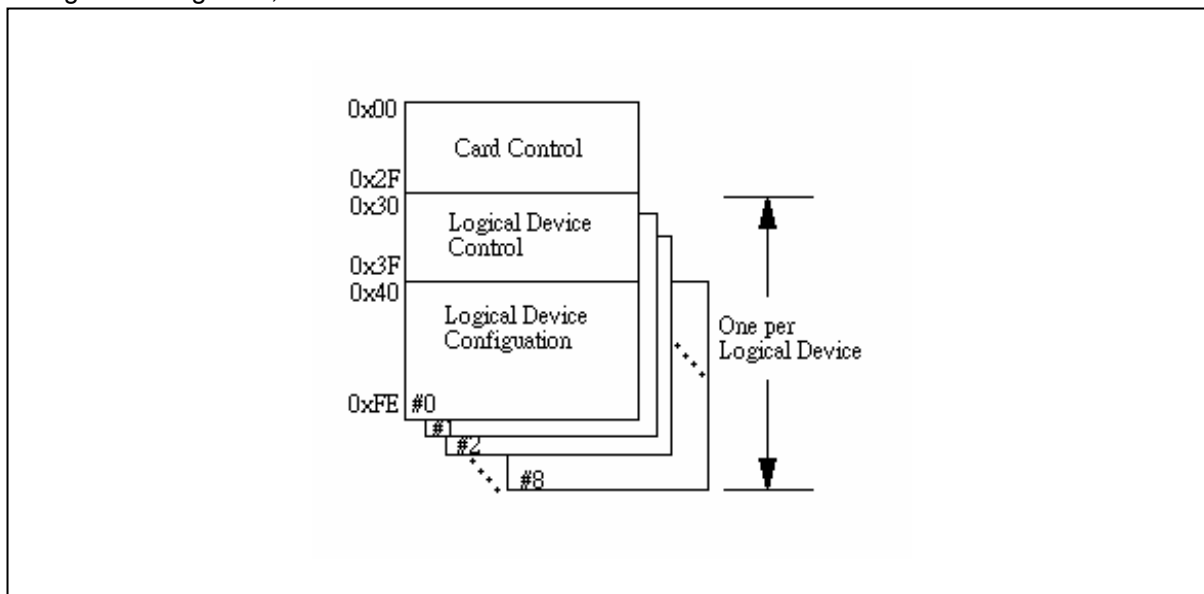 0x00
Card Control
0x2F
0x30
Logical Device
Control
0x3F
0x40
Logical Device
Configuation
One per
Logical Device
0xFE
#0
#1
#2
#8